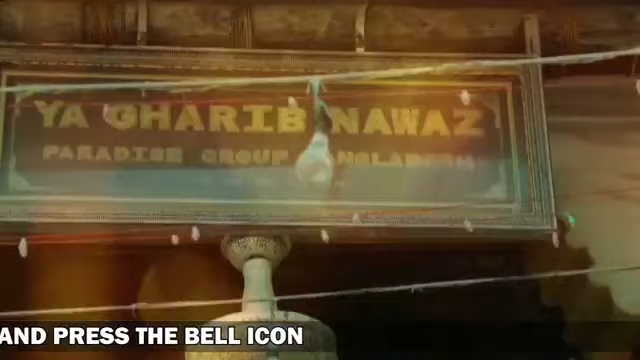 YA GHARIB NAWAZ
PARADISE GROUP
AND PRESS THE BELL ICON